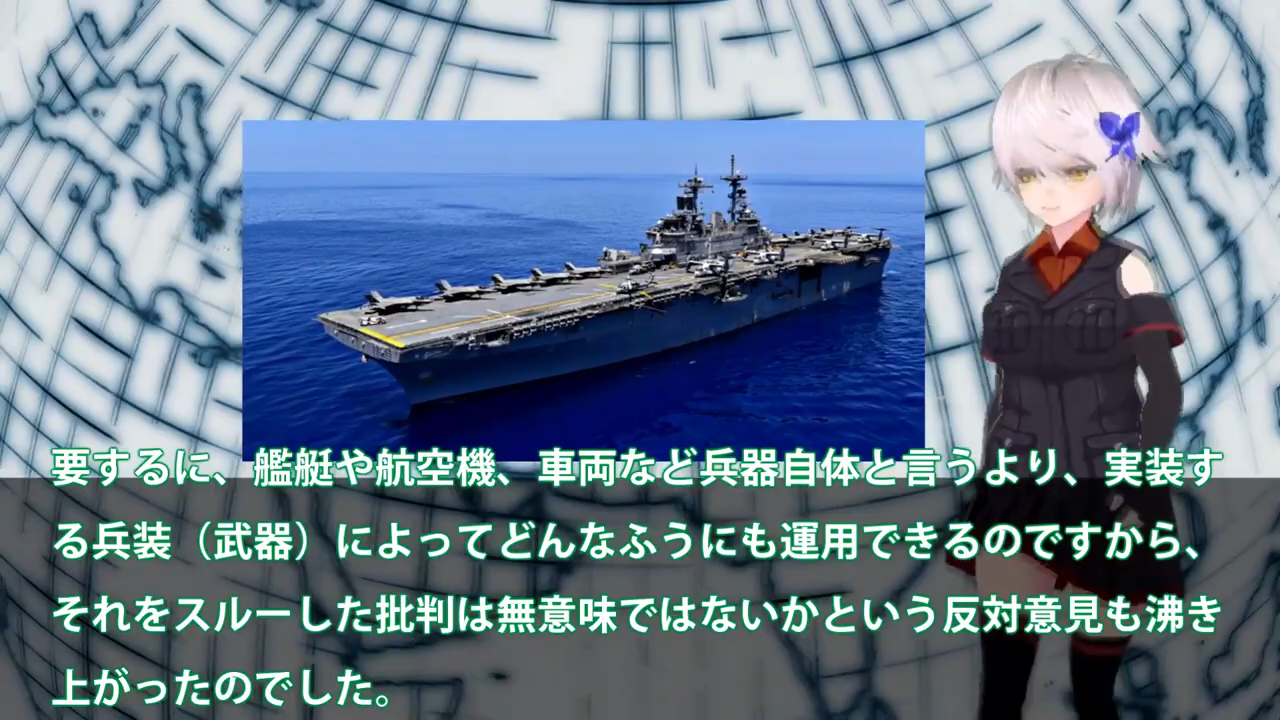 要するに、艦艇や航空機、車両など兵器自体と言うより、実装す
る兵装（武器）によってどんなふうにも運用できるのですから、
それをスルーした批判は無意味ではないかという反対意見も沸き
上がったのでした。